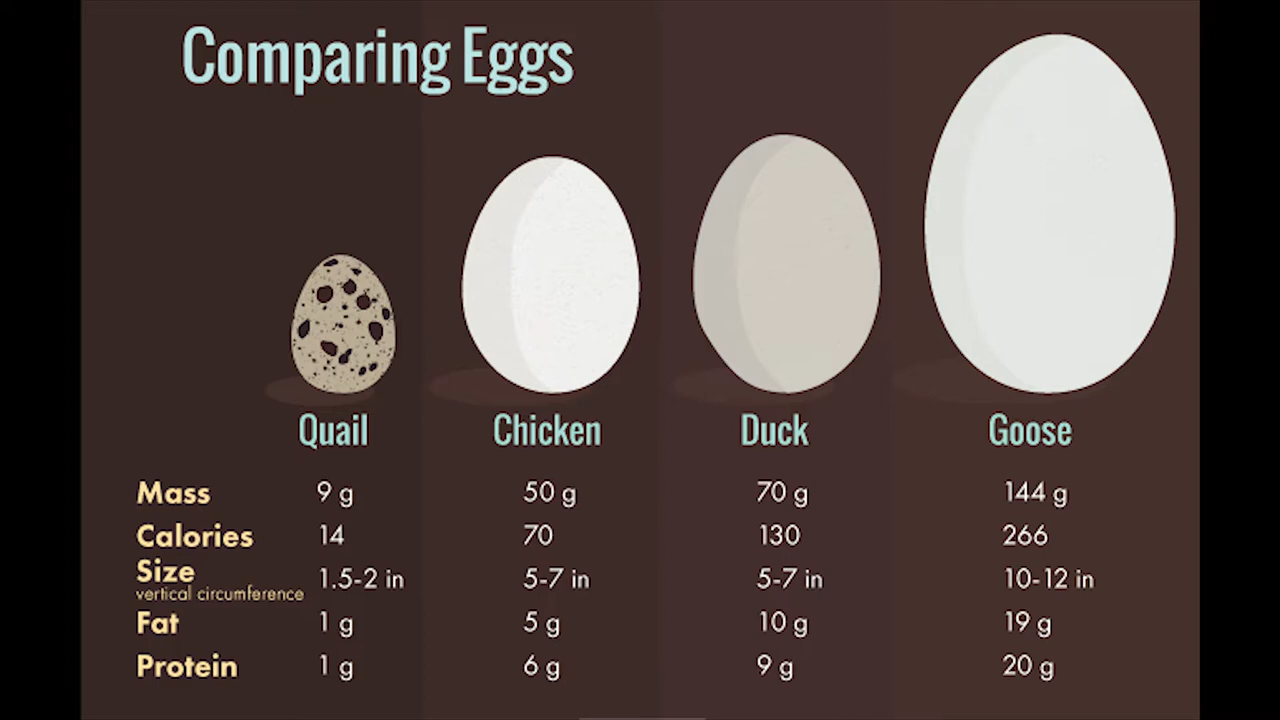 Comparing Eggs
Quail Chicken Duck Goose
Mass 9 g 50 g 70 g 144 g
Calories 14 70 130 266
Size 1.5-2 in 5-7 in 5-7 in 10-12 in
vertical circumference
Fat 1 g 5 g 10 g 19 g
Protein 1 g 6 g 9 g 20 g